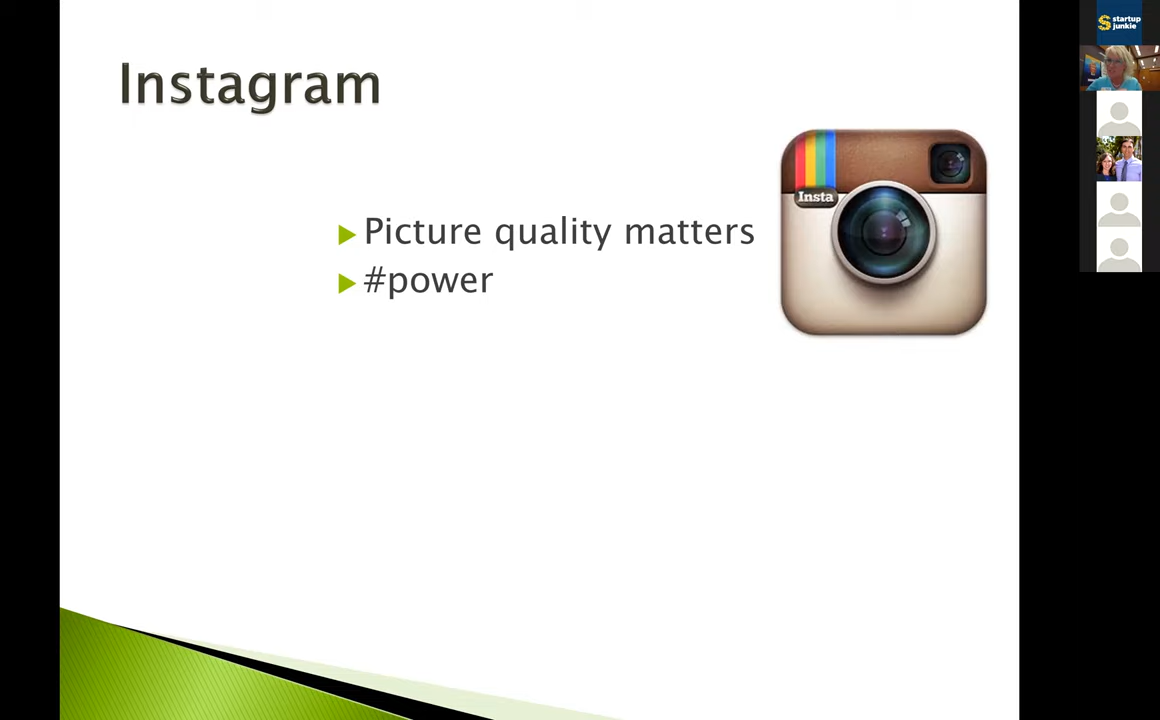 Instagram
Picture quality matters
#power
Insta
startup
junkie